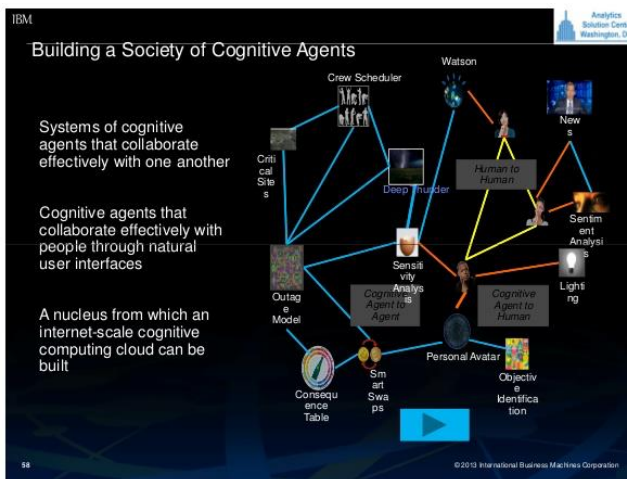 IBM
Analytics
Solution Cent
Washington, D
Building a Society of Cognitive Agents
Watson
Crew Scheduler
New
s
Systems of cognitive
agents that collaborate
effectively with one another
Criti
cal
Site
s
Deep Thunder
Human to
Human
Cognitive agents that
collaborate effectively with
people through natural
user interfaces
Sentim
ent
Analysi
s
Sensiti
vity
Analys
is
Lighti
ng
Outag
e
Model
Cognitive
Agent to
Agent
Cognitive
Agent to
Human
A nucleus from which an
internet-scale cognitive
computing cloud can be
built
Personal Avatar
Consequ
ence
Table
Sm
art
Swa
ps
Objectiv
e
Identifica
tion
58
© 2013 International Business Machines Corporation